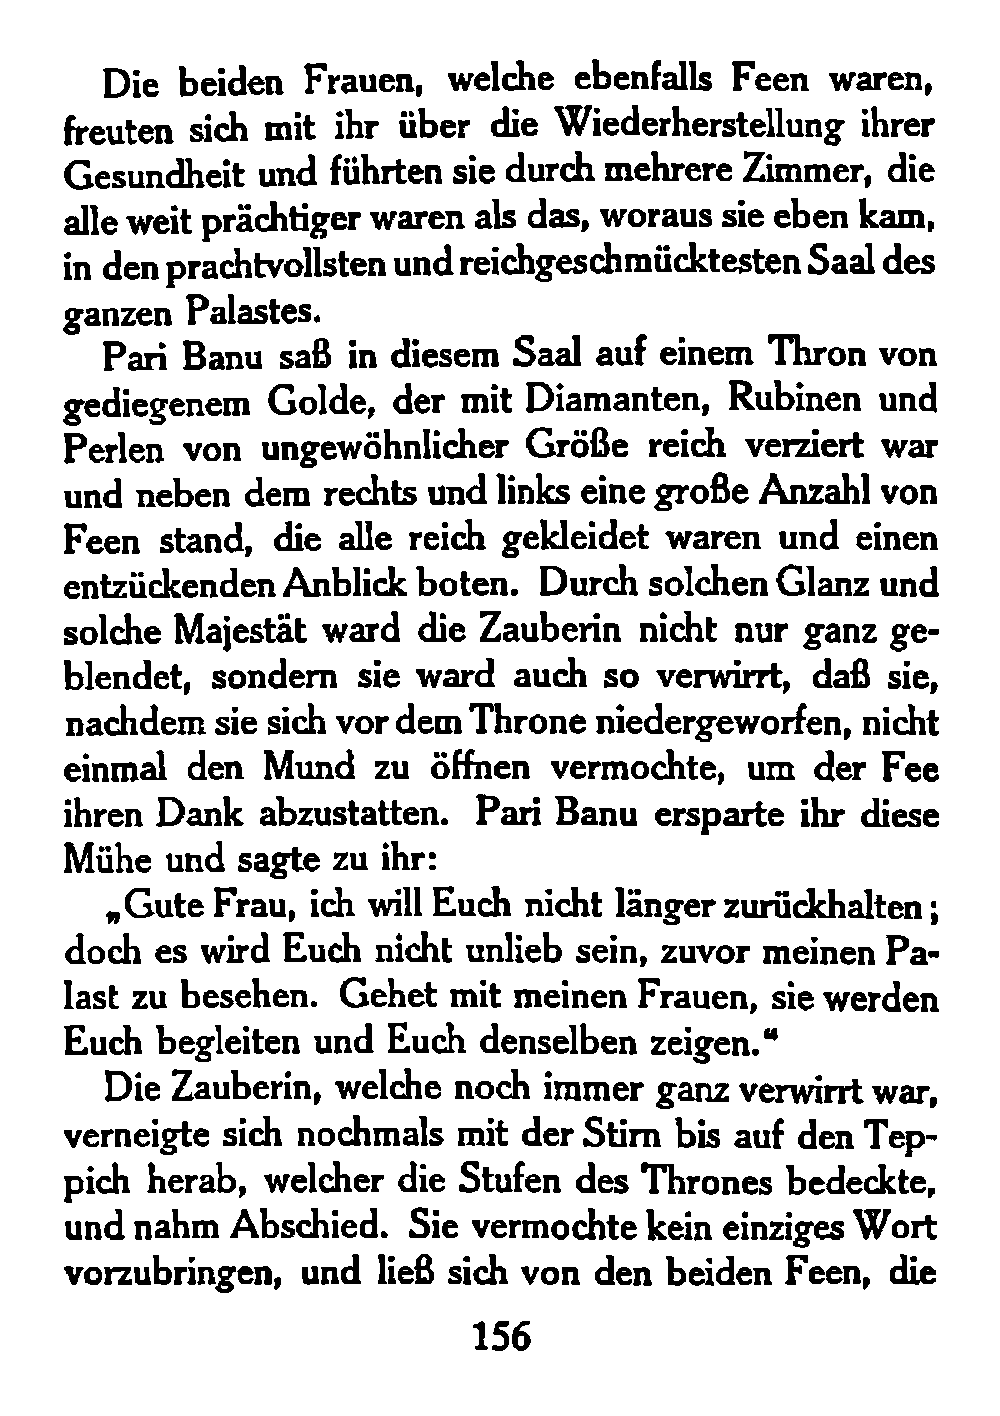 Die beiden Frauen, welche ebenfalls Feen waren,
freuten sich mit ihr über die Wiederherstellung ihrer
Gesundheit und führten sie durch mehrere Zimmer, die
alle weit prächtiger waren als das, woraus sie eben kam,
in den prachtvollsten und reichgeschmücktesten Saal des
ganzen Palastes.
Pari Banu saß in diesem Saal auf einem Thron von
gediegenem Golde, der mit Diamanten, Rubinen und
Perlen von ungewöhnlicher Größe reich verziert war
und neben dem rechts und links eine große Anzahl von
Feen stand, die alle reich gekleidet waren und einen
entzückenden Anblick boten. Durch solchen Glanz und
solche Majestät ward die Zauberin nicht nur ganz ge-
blendet, sondern sie ward auch so verwirrt, daß sie,
nachdem sie sich vor dem Throne niedergeworfen, nicht
einmal den Mund zu öffnen vermochte, um der Fee
ihren Dank abzustatten. Pari Banu ersparte ihr diese
Mühe und sagte zu ihr:
„Gute Frau, ich will Euch nicht länger zurückhalten;
doch es wird Euch nicht unlieb sein, zuvor meinen Pa-
last zu besehen. Gehet mit meinen Frauen, sie werden
Euch begleiten und Euch denselben zeigen.“
Die Zauberin, welche noch immer ganz verwirrt war,
verneigte sich nochmals mit der Stirn bis auf den Tep-
pich herab, welcher die Stufen des Thrones bedeckte,
und nahm Abschied. Sie vermochte kein einziges Wort
vorzubringen, und ließ sich von den beiden Feen, die
156